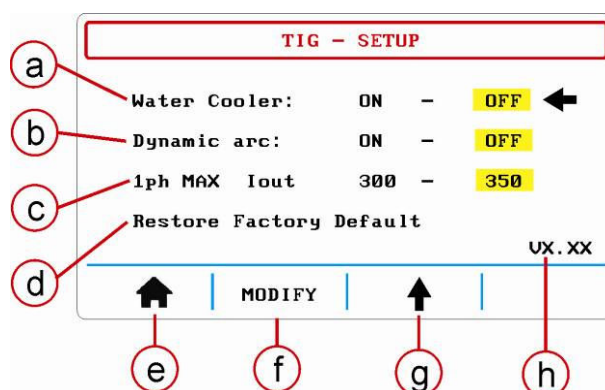 TIG - SETUP
a
Water Cooler: ON - OFF
b
Dynamic arc: ON - OFF
c
1ph MAX Iout 300 - 350
d
Restore Factory Default
VX.XX
MODIFY
e
f
g
h